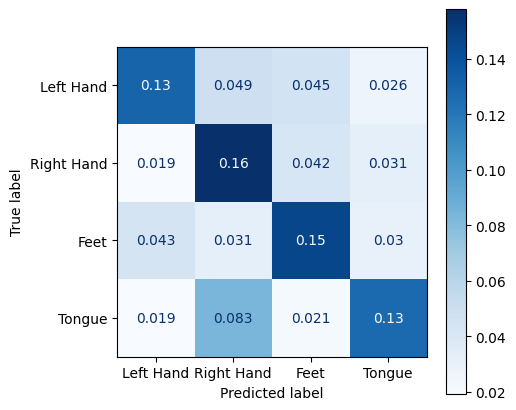 Left Hand 0.13 0.049 0.045 0.026
Right Hand 0.019 0.16 0.042 0.031
Feet 0.043 0.031 0.15 0.03
Tongue 0.019 0.083 0.021 0.13
Left Hand Right Hand Feet Tongue
Predicted label
True label
0.14
0.12
0.10
0.08
0.06
0.04
0.02